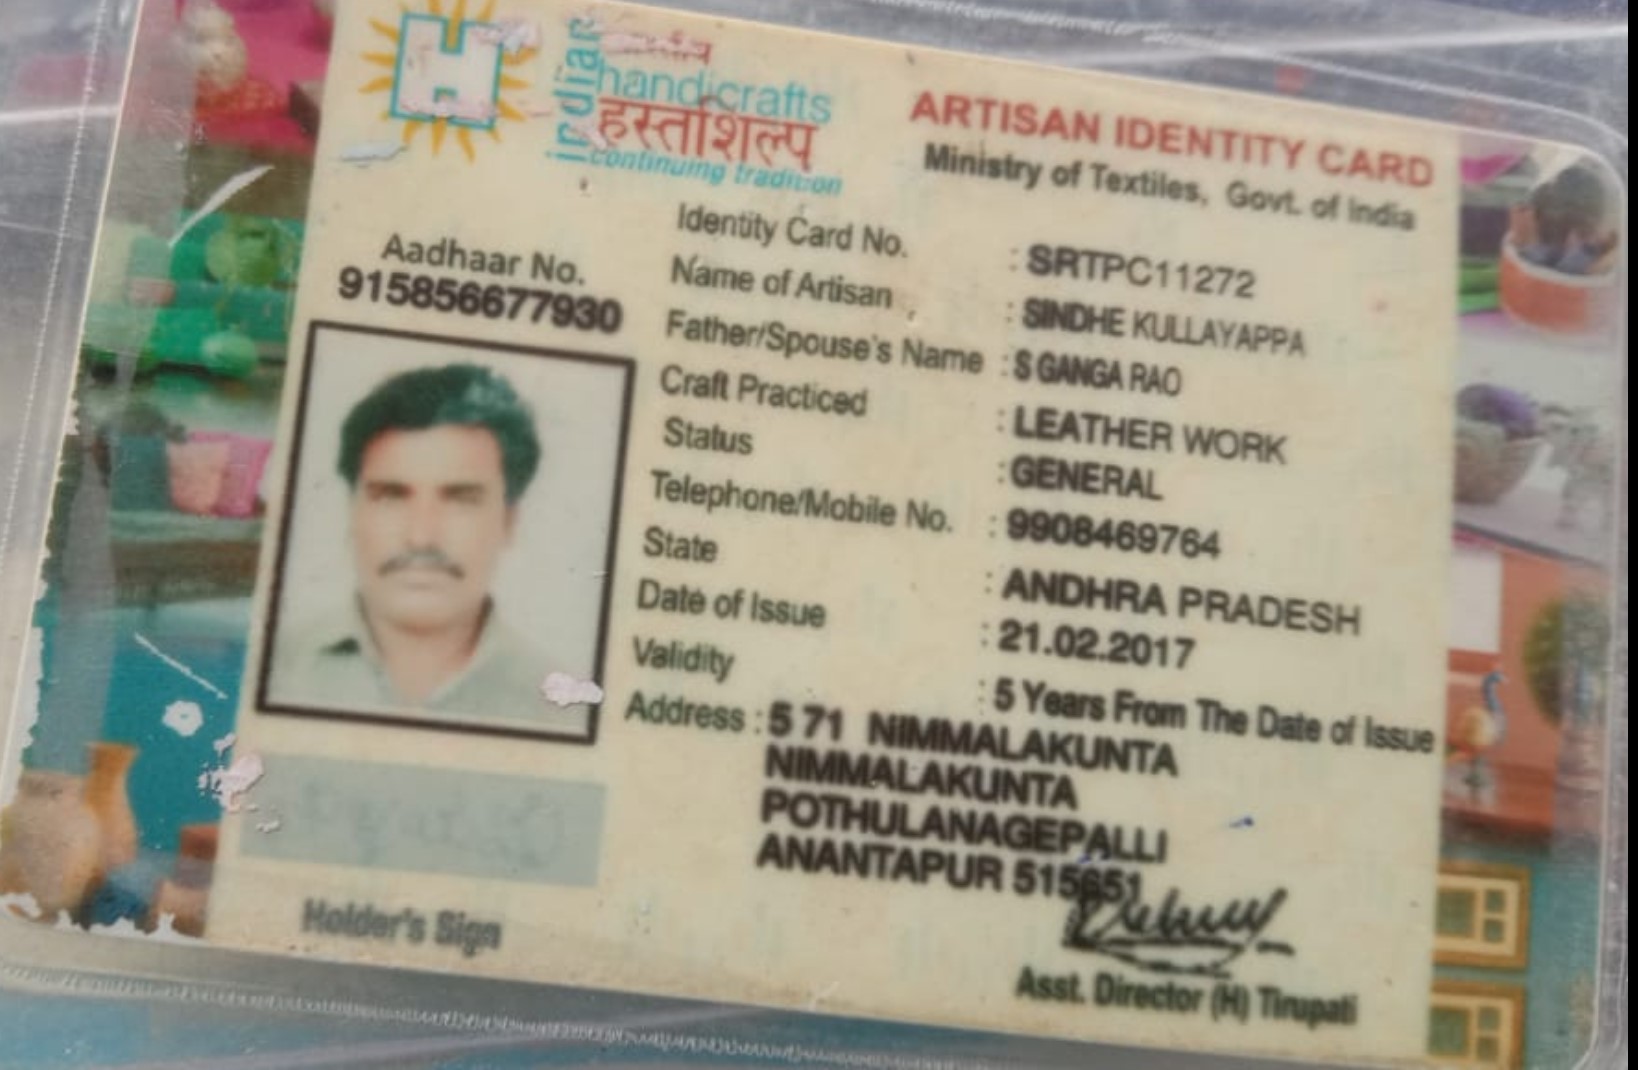 भारतीय
Indian
handicrafts
हस्तशिल्प
continuing tradition
ARTISAN IDENTITY CARD
Ministry of Textiles, Govt. of India
Aadhaar No.
915856677930
Identity Card No. : SRTPC11272
Name of Artisan : SINDHE KULLAYAPPA
Father/Spouse's Name : S GANGA RAO
Craft Practiced : LEATHER WORK
Status : GENERAL
Telephone/Mobile No. : 9908469764
State : ANDHRA PRADESH
Date of Issue : 21.02.2017
Validity : 5 Years From The Date of Issue
Address : 5 71 NIMMALAKUNTA
NIMMALAKUNTA
POTHULANAGEPALLI
ANANTAPUR 515651
Holder's Sign
Asst. Director (H) Tirupati